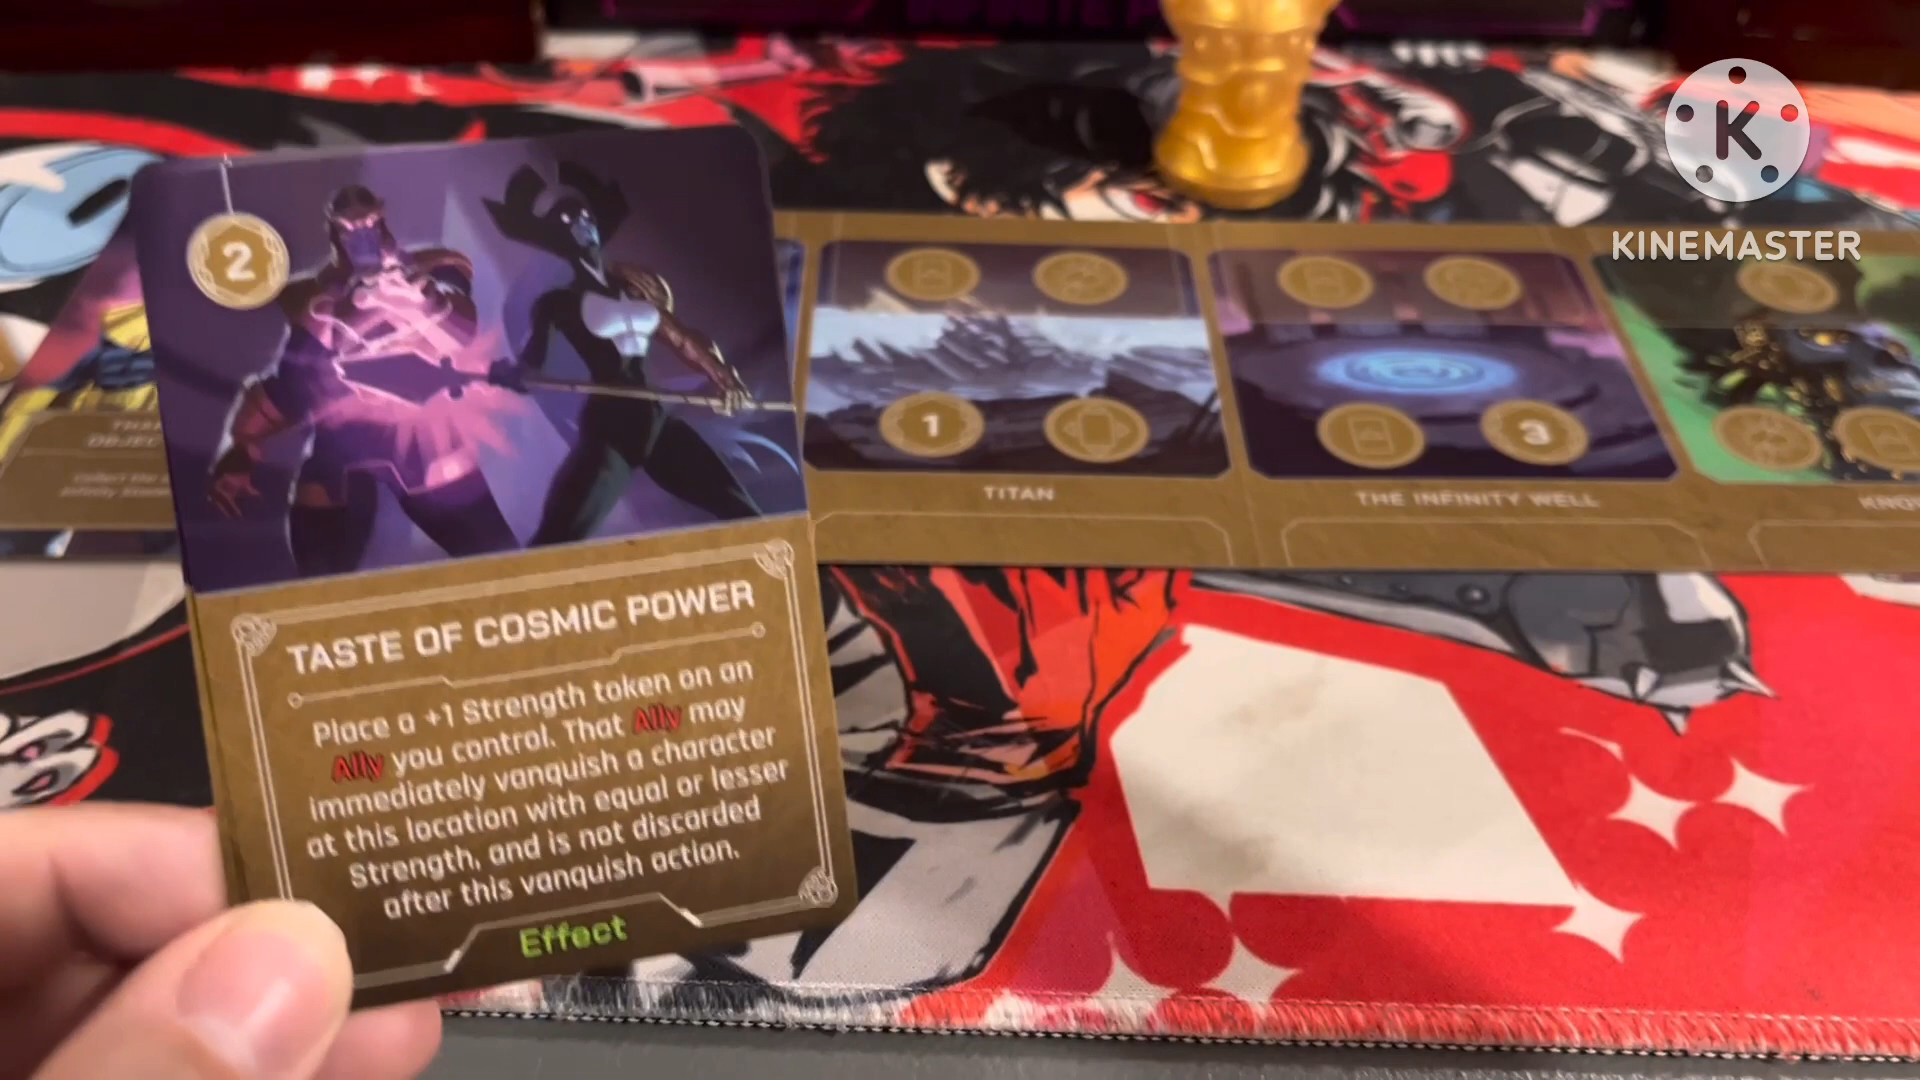 K
KINEMASTER
2
1
3
TITAN
THE INFINITY WELL
TASTE OF COSMIC POWER
Place a +1 Strength token on an
Ally you control. That Ally may
immediately vanquish a character
at this location with equal or lesser
Strength, and is not discarded
after this vanquish action.
Effect